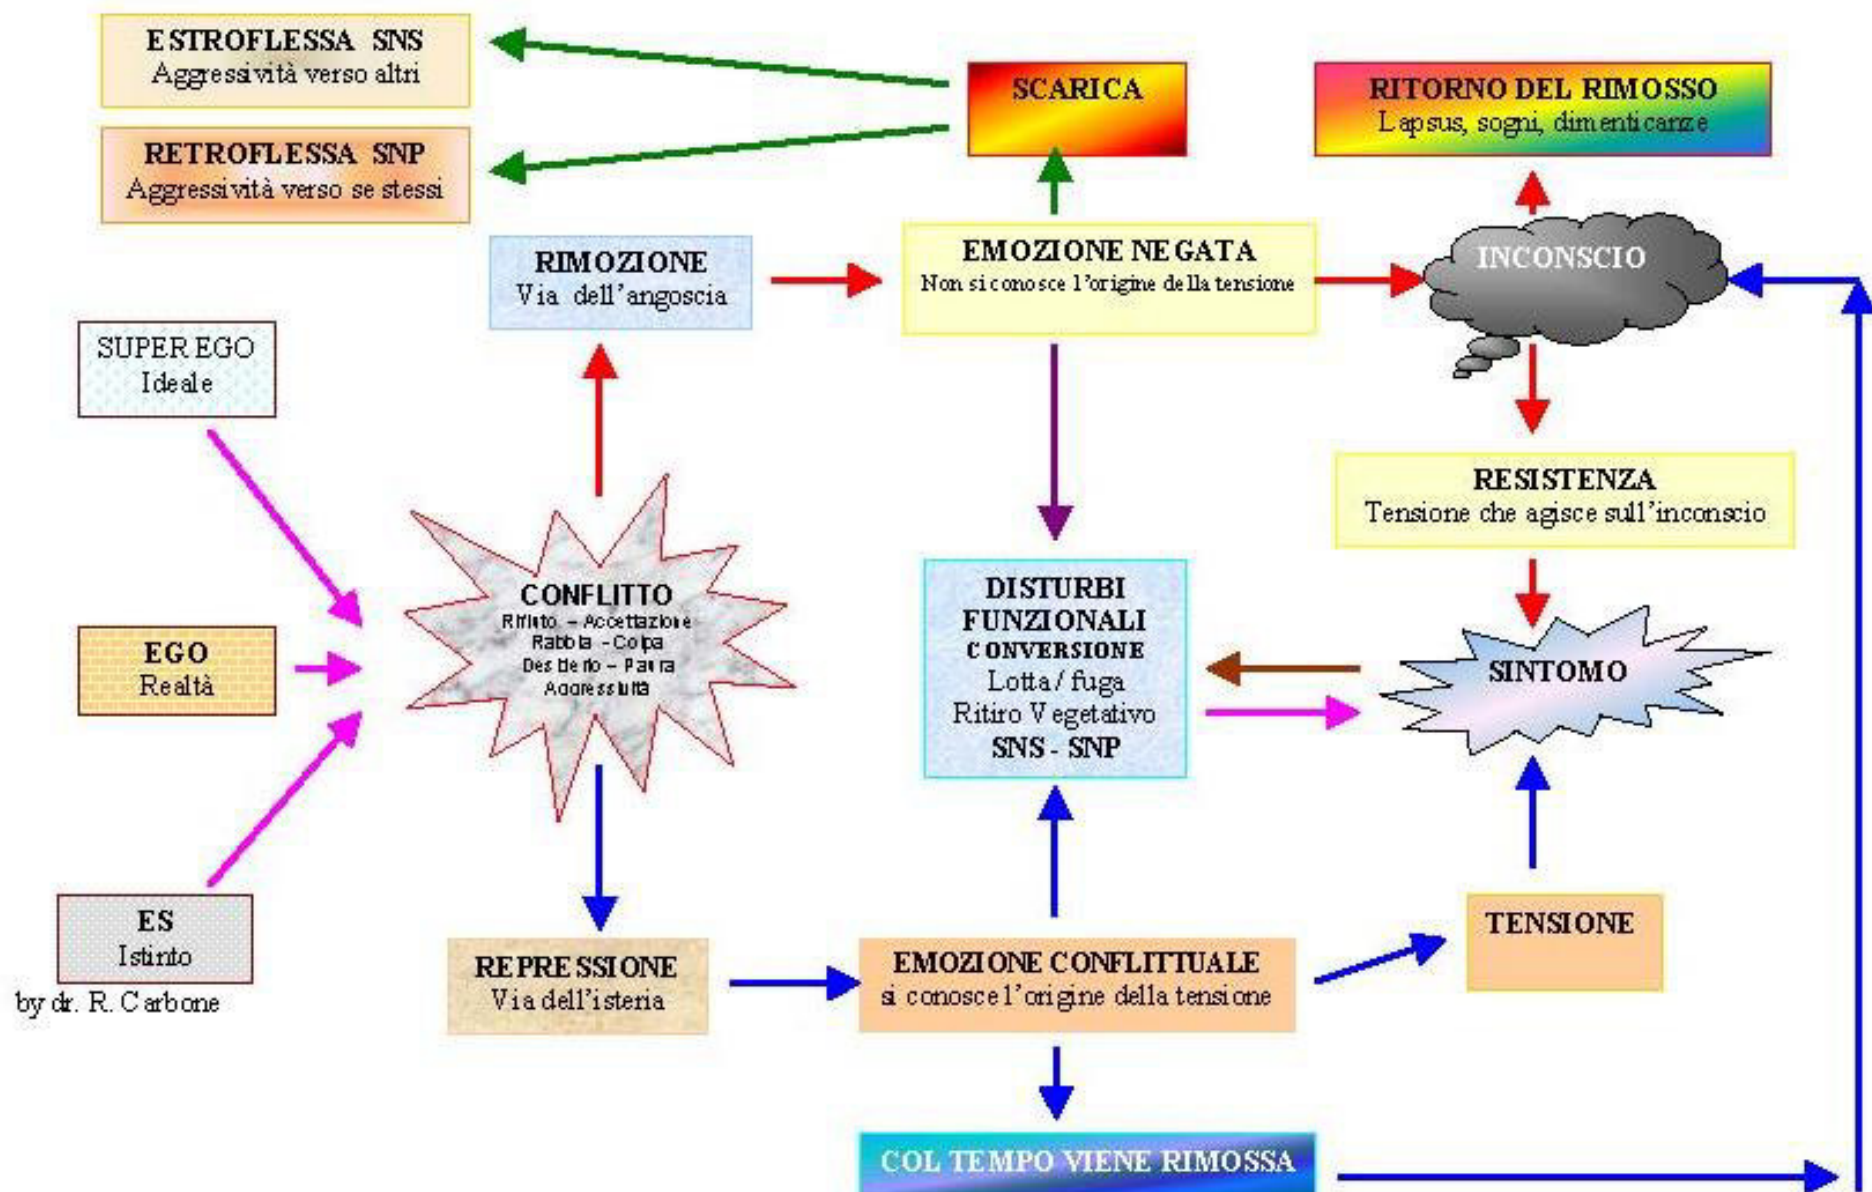 ESTROFLESSA SNS
Aggressività verso altri
RETROFLESSA SNP
Aggressività verso se stessi
SCARICA
RITORNO DEL RIMOSSO
Lapsus, sogni, dimenticanze
RIMOZIONE
Via dell'angoscia
EMOZIONE NEGATA
Non si conosce l'origine della tensione
INCONSCIO
SUPER EGO
Ideale
RESISTENZA
Tensione che agisce sull'inconscio
CONFLITTO
Rifiuto – Accettazione
Rabbia - Colpa
Desiderio – Paura
Aggressività
EGO
Realtà
DISTURBI
FUNZIONALI
CONVERSIONE
Lotta / fuga
Ritiro Vegetativo
SNS - SNP
SINTOMO
ES
Istinto
by dr. R. Carbone
REPRESSIONE
Via dell'isteria
EMOZIONE CONFLITTUALE
si conosce l'origine della tensione
TENSIONE
COL TEMPO VIENE RIMOSSA